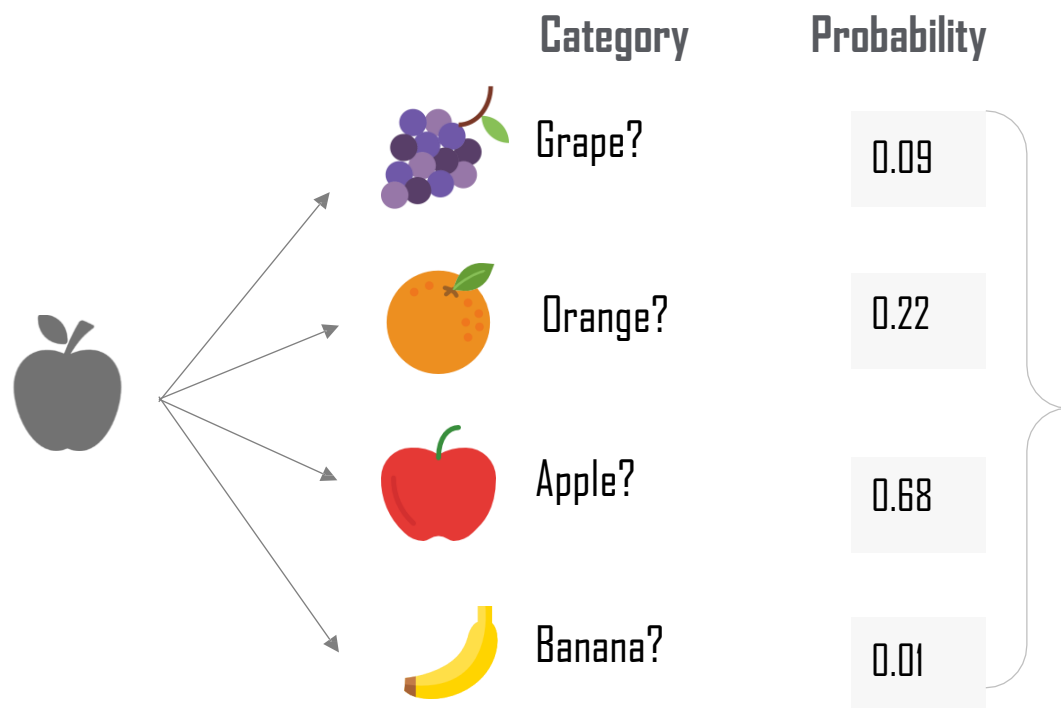 Category Probability
Grape? 0.09
Orange? 0.22
Apple? 0.68
Banana? 0.01